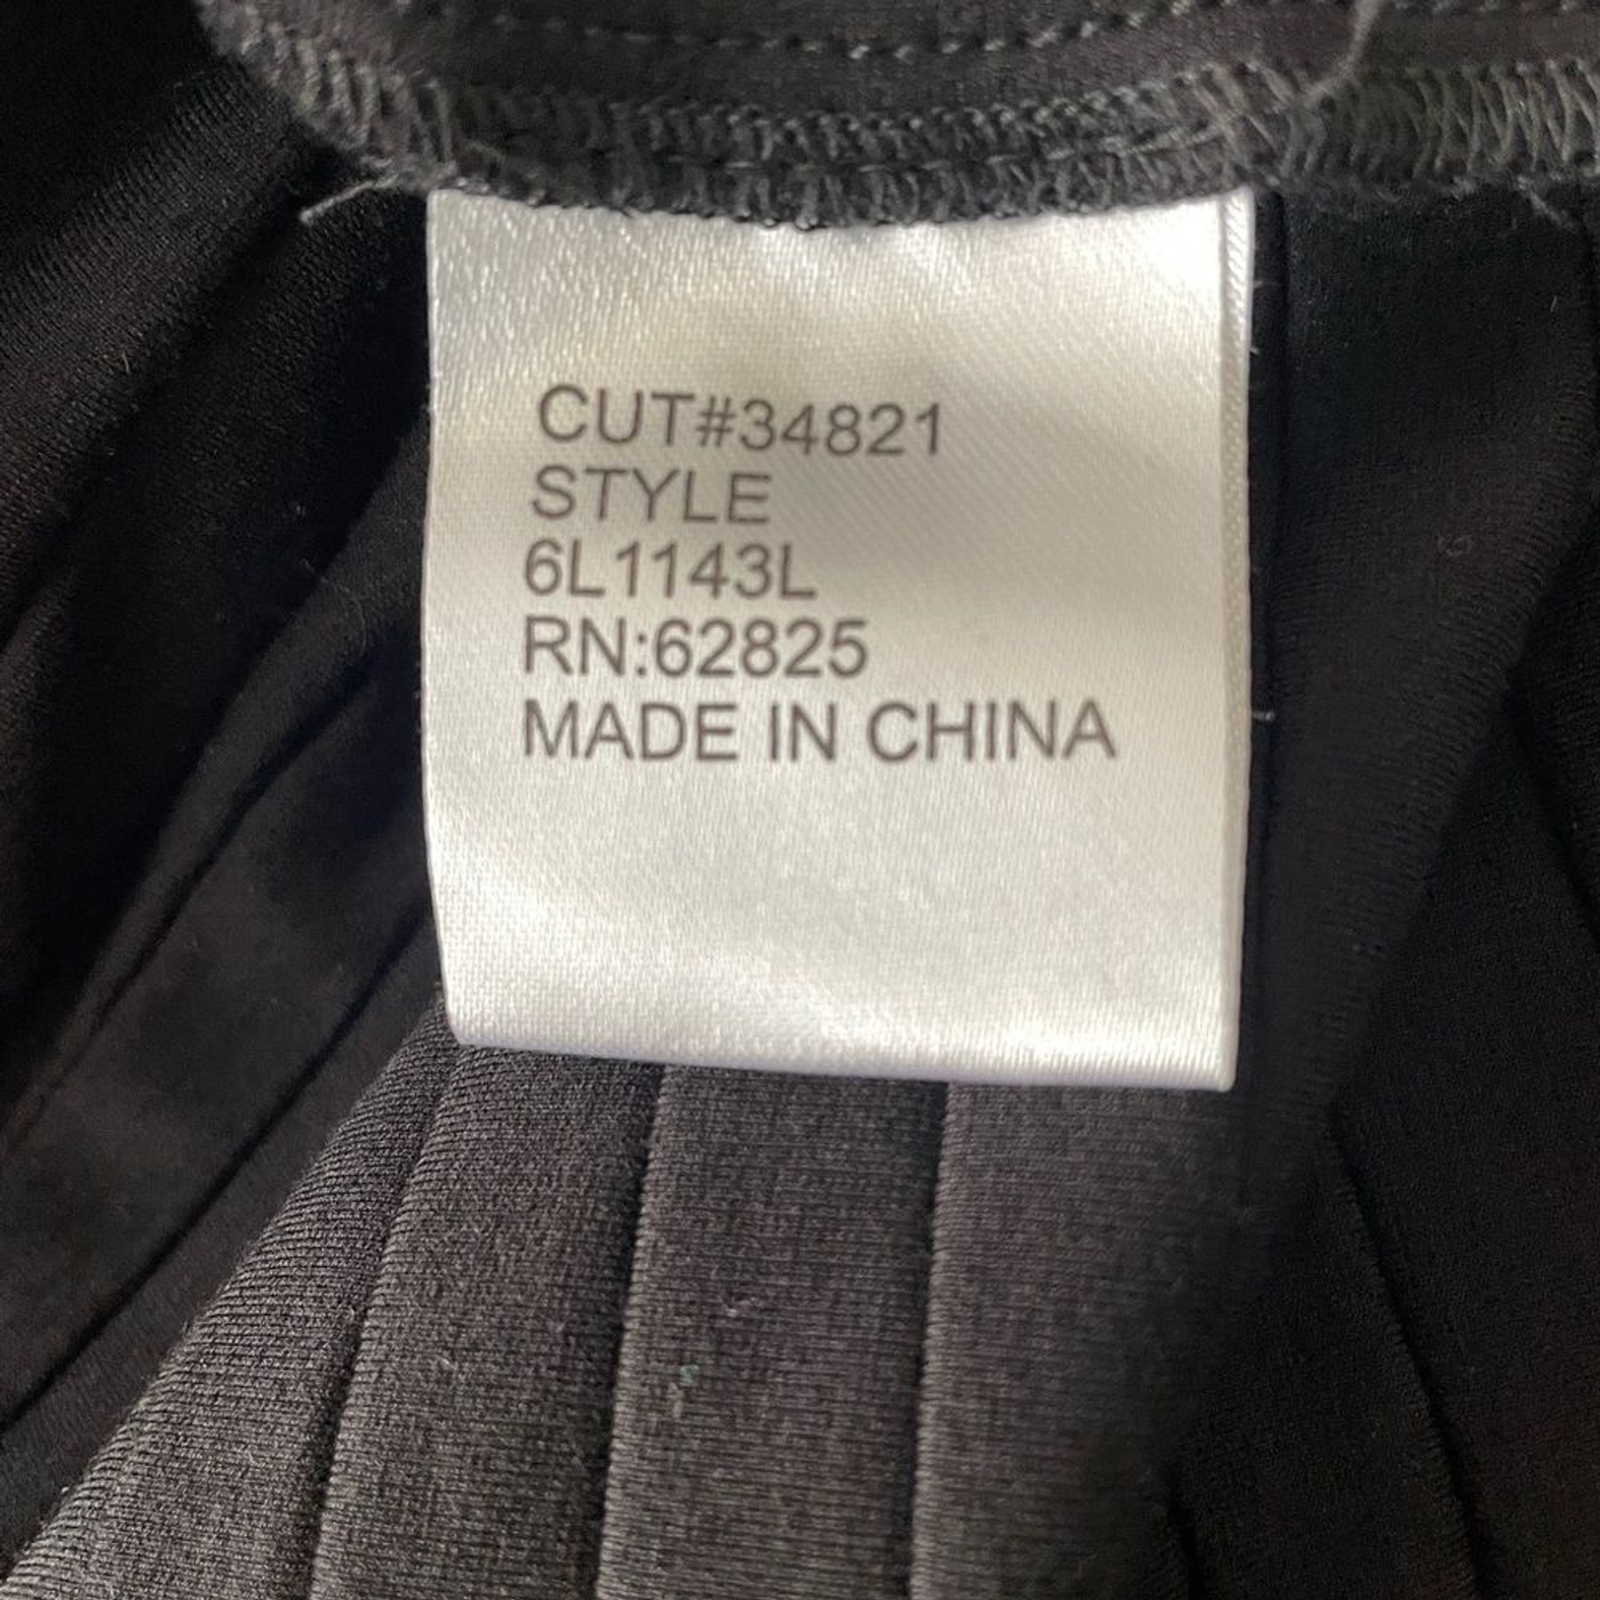 CUT#34821
STYLE
6L1143L
RN:62825
MADE IN CHINA